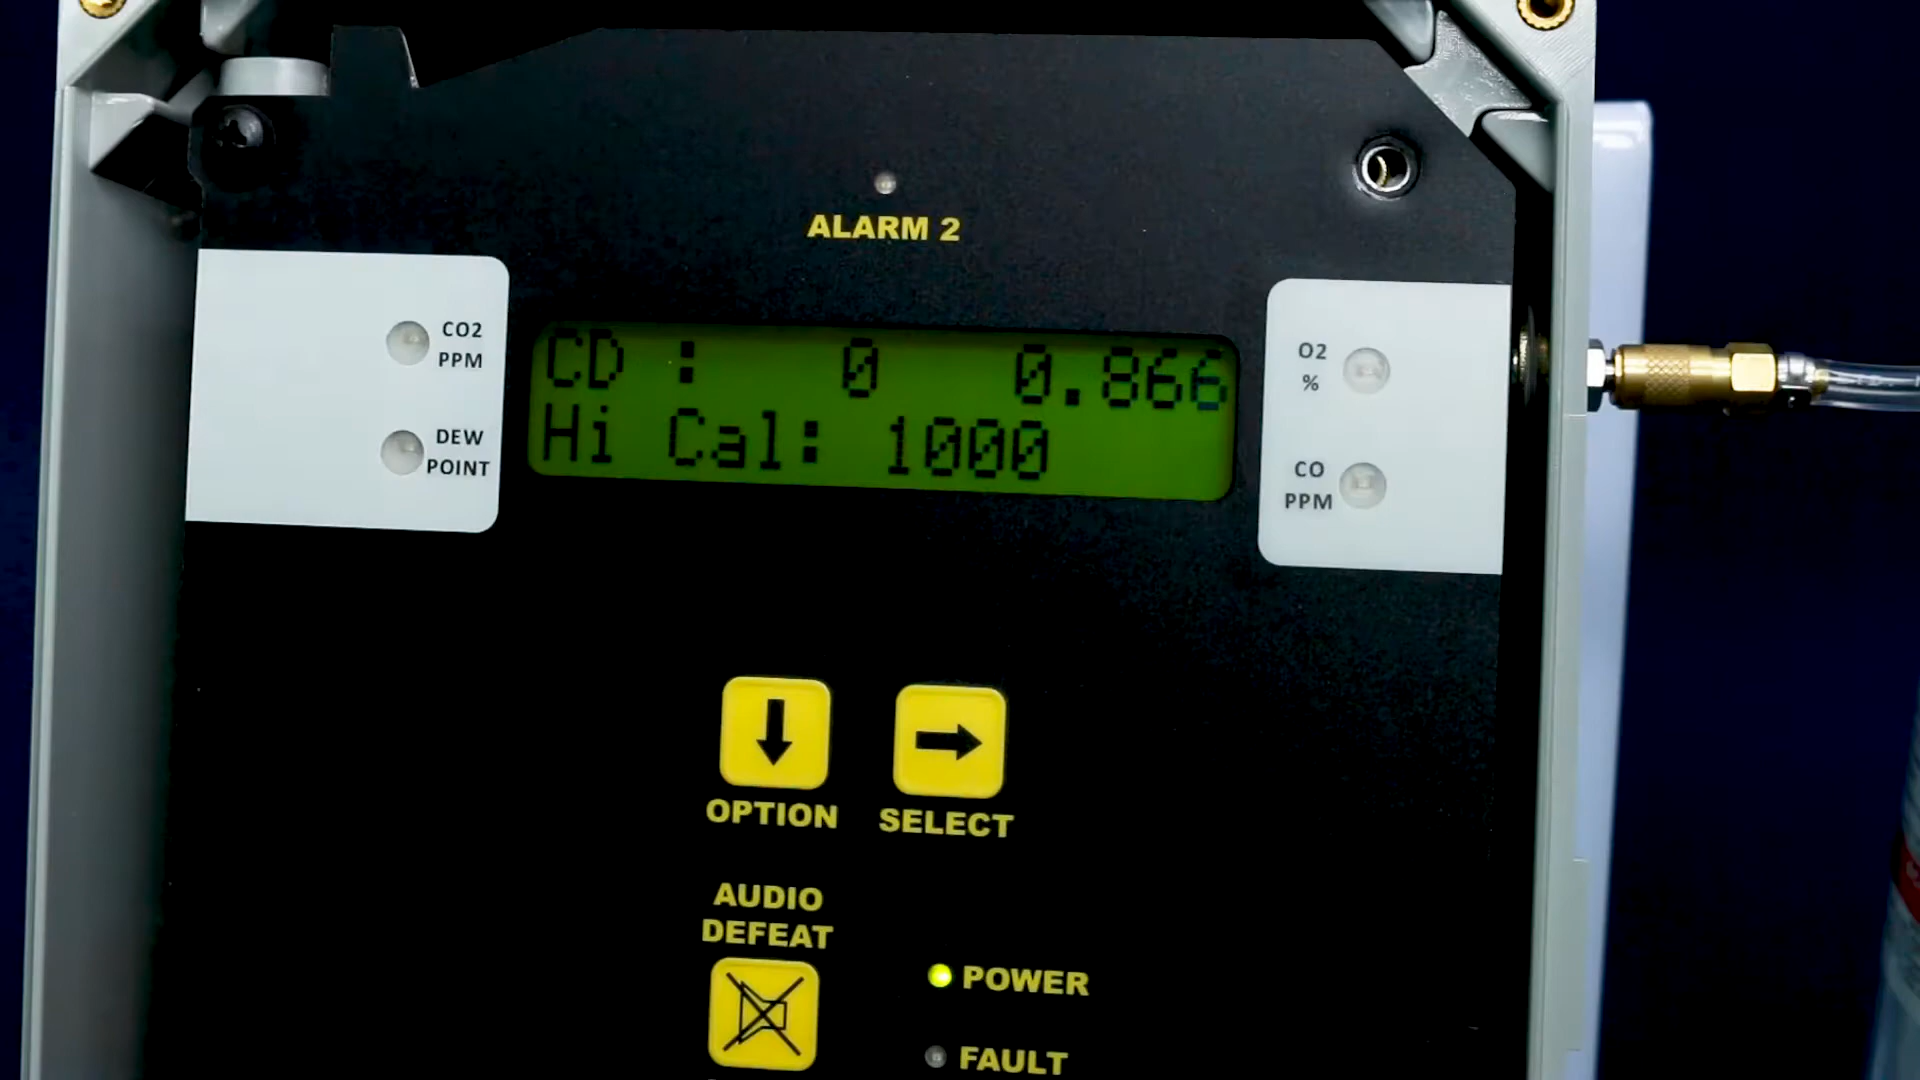 ALARM 2
CO2
PPM
DEW
POINT
CD : 0 0.866
Hi Cal: 1000
O2
%
CO
PPM
OPTION
SELECT
AUDIO
DEFEAT
POWER
FAULT